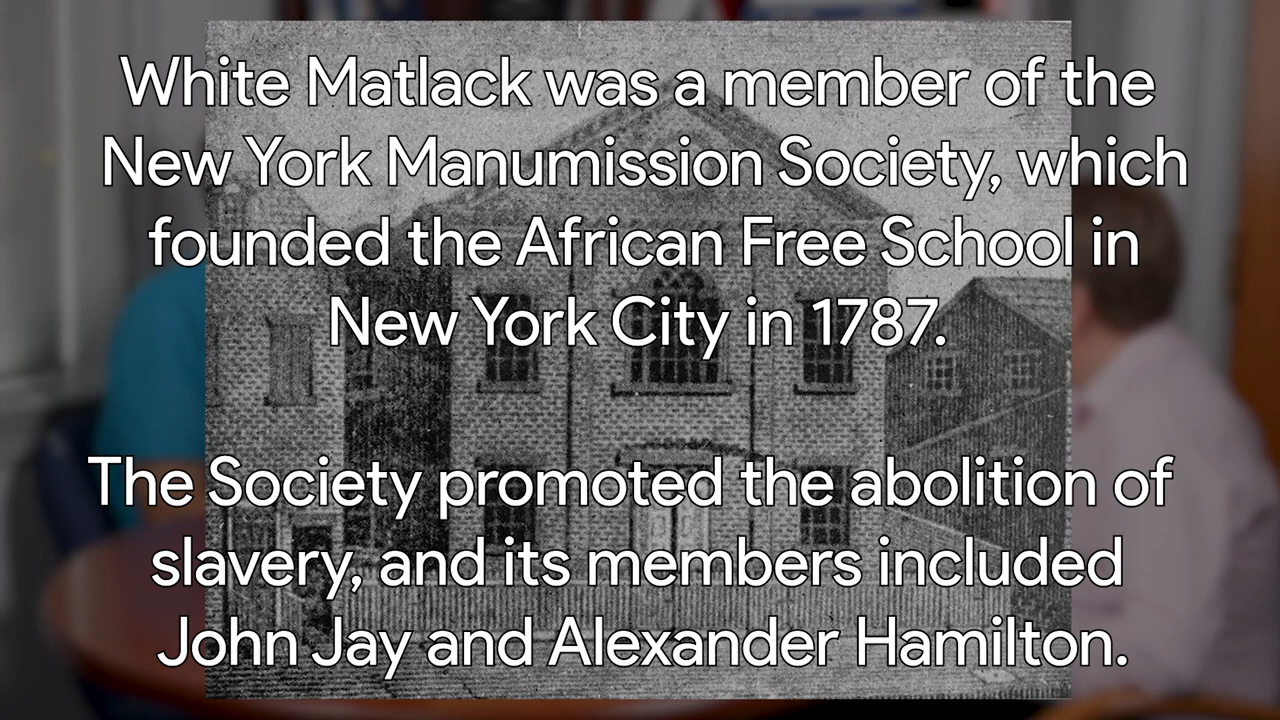 White Matlack was a member of the
New York Manumission Society, which
founded the African Free School in
New York City in 1787.
The Society promoted the abolition of
slavery, and its members included
John Jay and Alexander Hamilton.